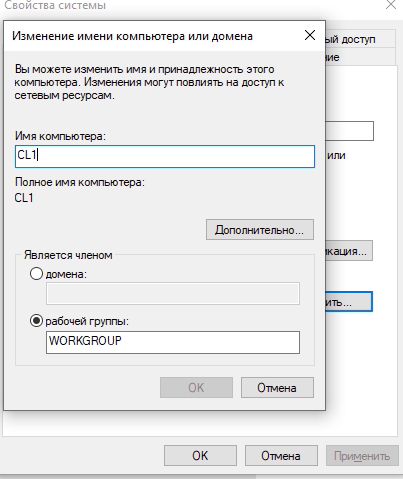 Свойства системы
Изменение имени компьютера или домена
ый доступ
ние
Вы можете изменить имя и принадлежность этого
компьютера. Изменения могут повлиять на доступ к
сетевым ресурсам.
Имя компьютера:
CL1
или
Полное имя компьютера:
CL1
Дополнительно...
икация...
Является членом
домена:
ить...
рабочей группы:
WORKGROUP
OK
Отмена
OK
Отмена
Применить